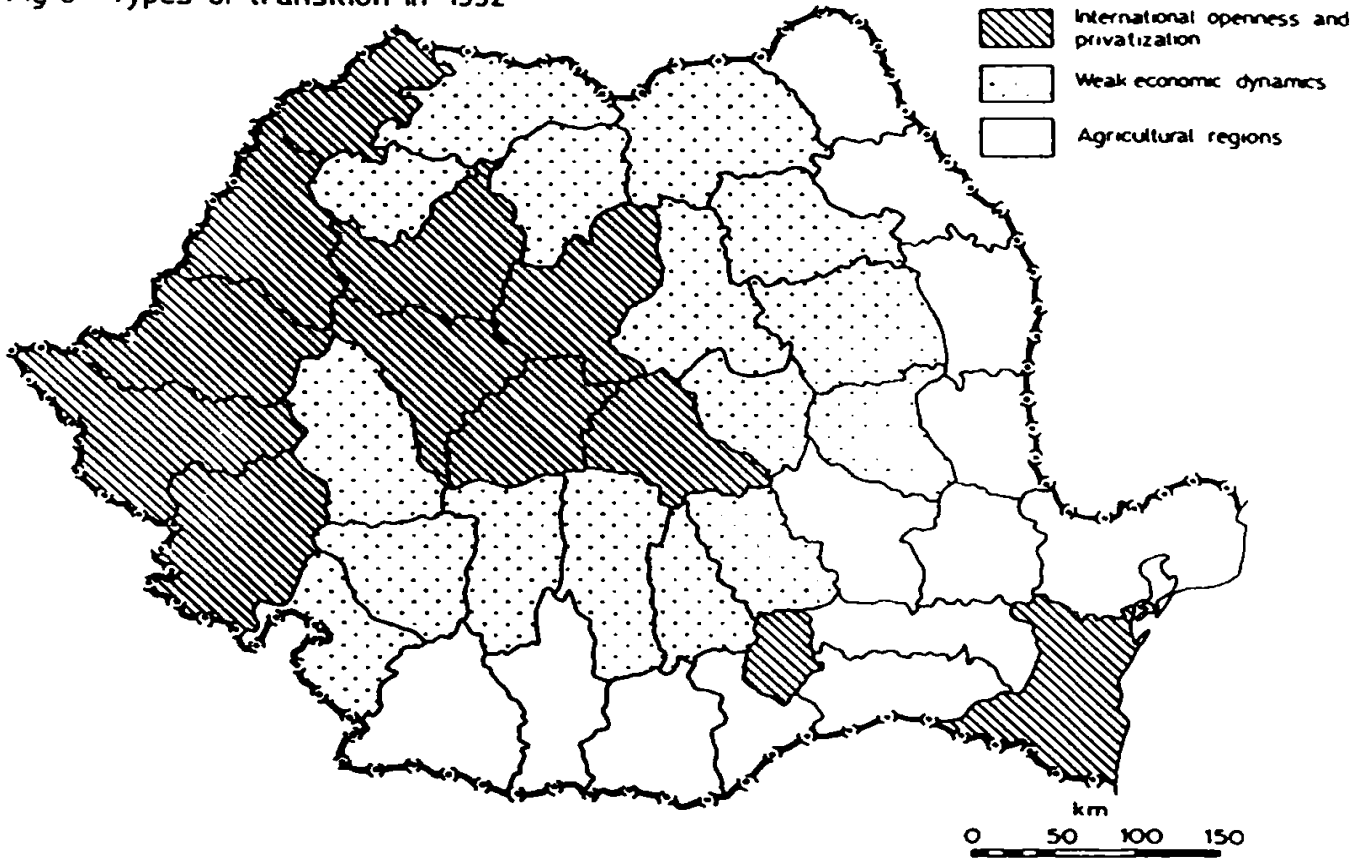 Types of transition in 1992
International openness and
privatization
Weak economic dynamics
Agricultural regions
km
0 50 100 150